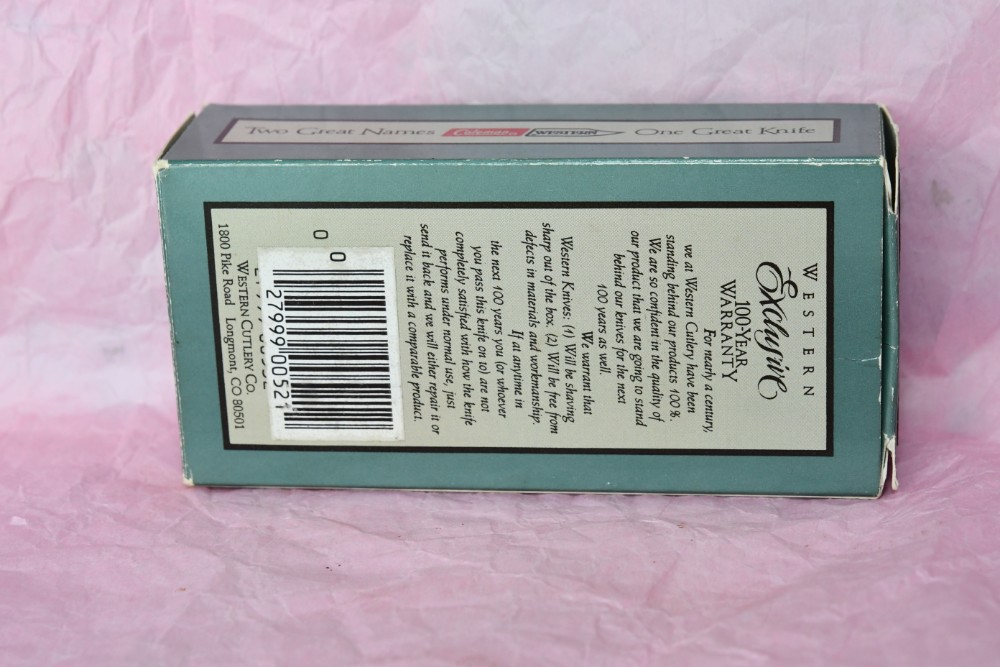 Two Great Names Coleman WESTERN One Great Knife
WESTERN
Exclusive
100-YEAR
WARRANTY
For nearly a century,
we at Western Cutlery have been
standing behind our products 100%.
We are so confident in the quality of
our product that we are going to stand
behind our knives for the next
100 years as well.
We warrant that
Western Knives: (1) Will be shaving
sharp out of the box. (2) Will be free from
defects in materials and workmanship.
If at anytime in
the next 100 years you (or whoever
you pass this knife on to) are not
completely satisfied with how the knife
performs under normal use, just
send it back and we will either repair it or
replace it with a comparable product.
0
0
27999 00521
WESTERN CUTLERY CO.
1800 Pike Road Longmont, CO 80501